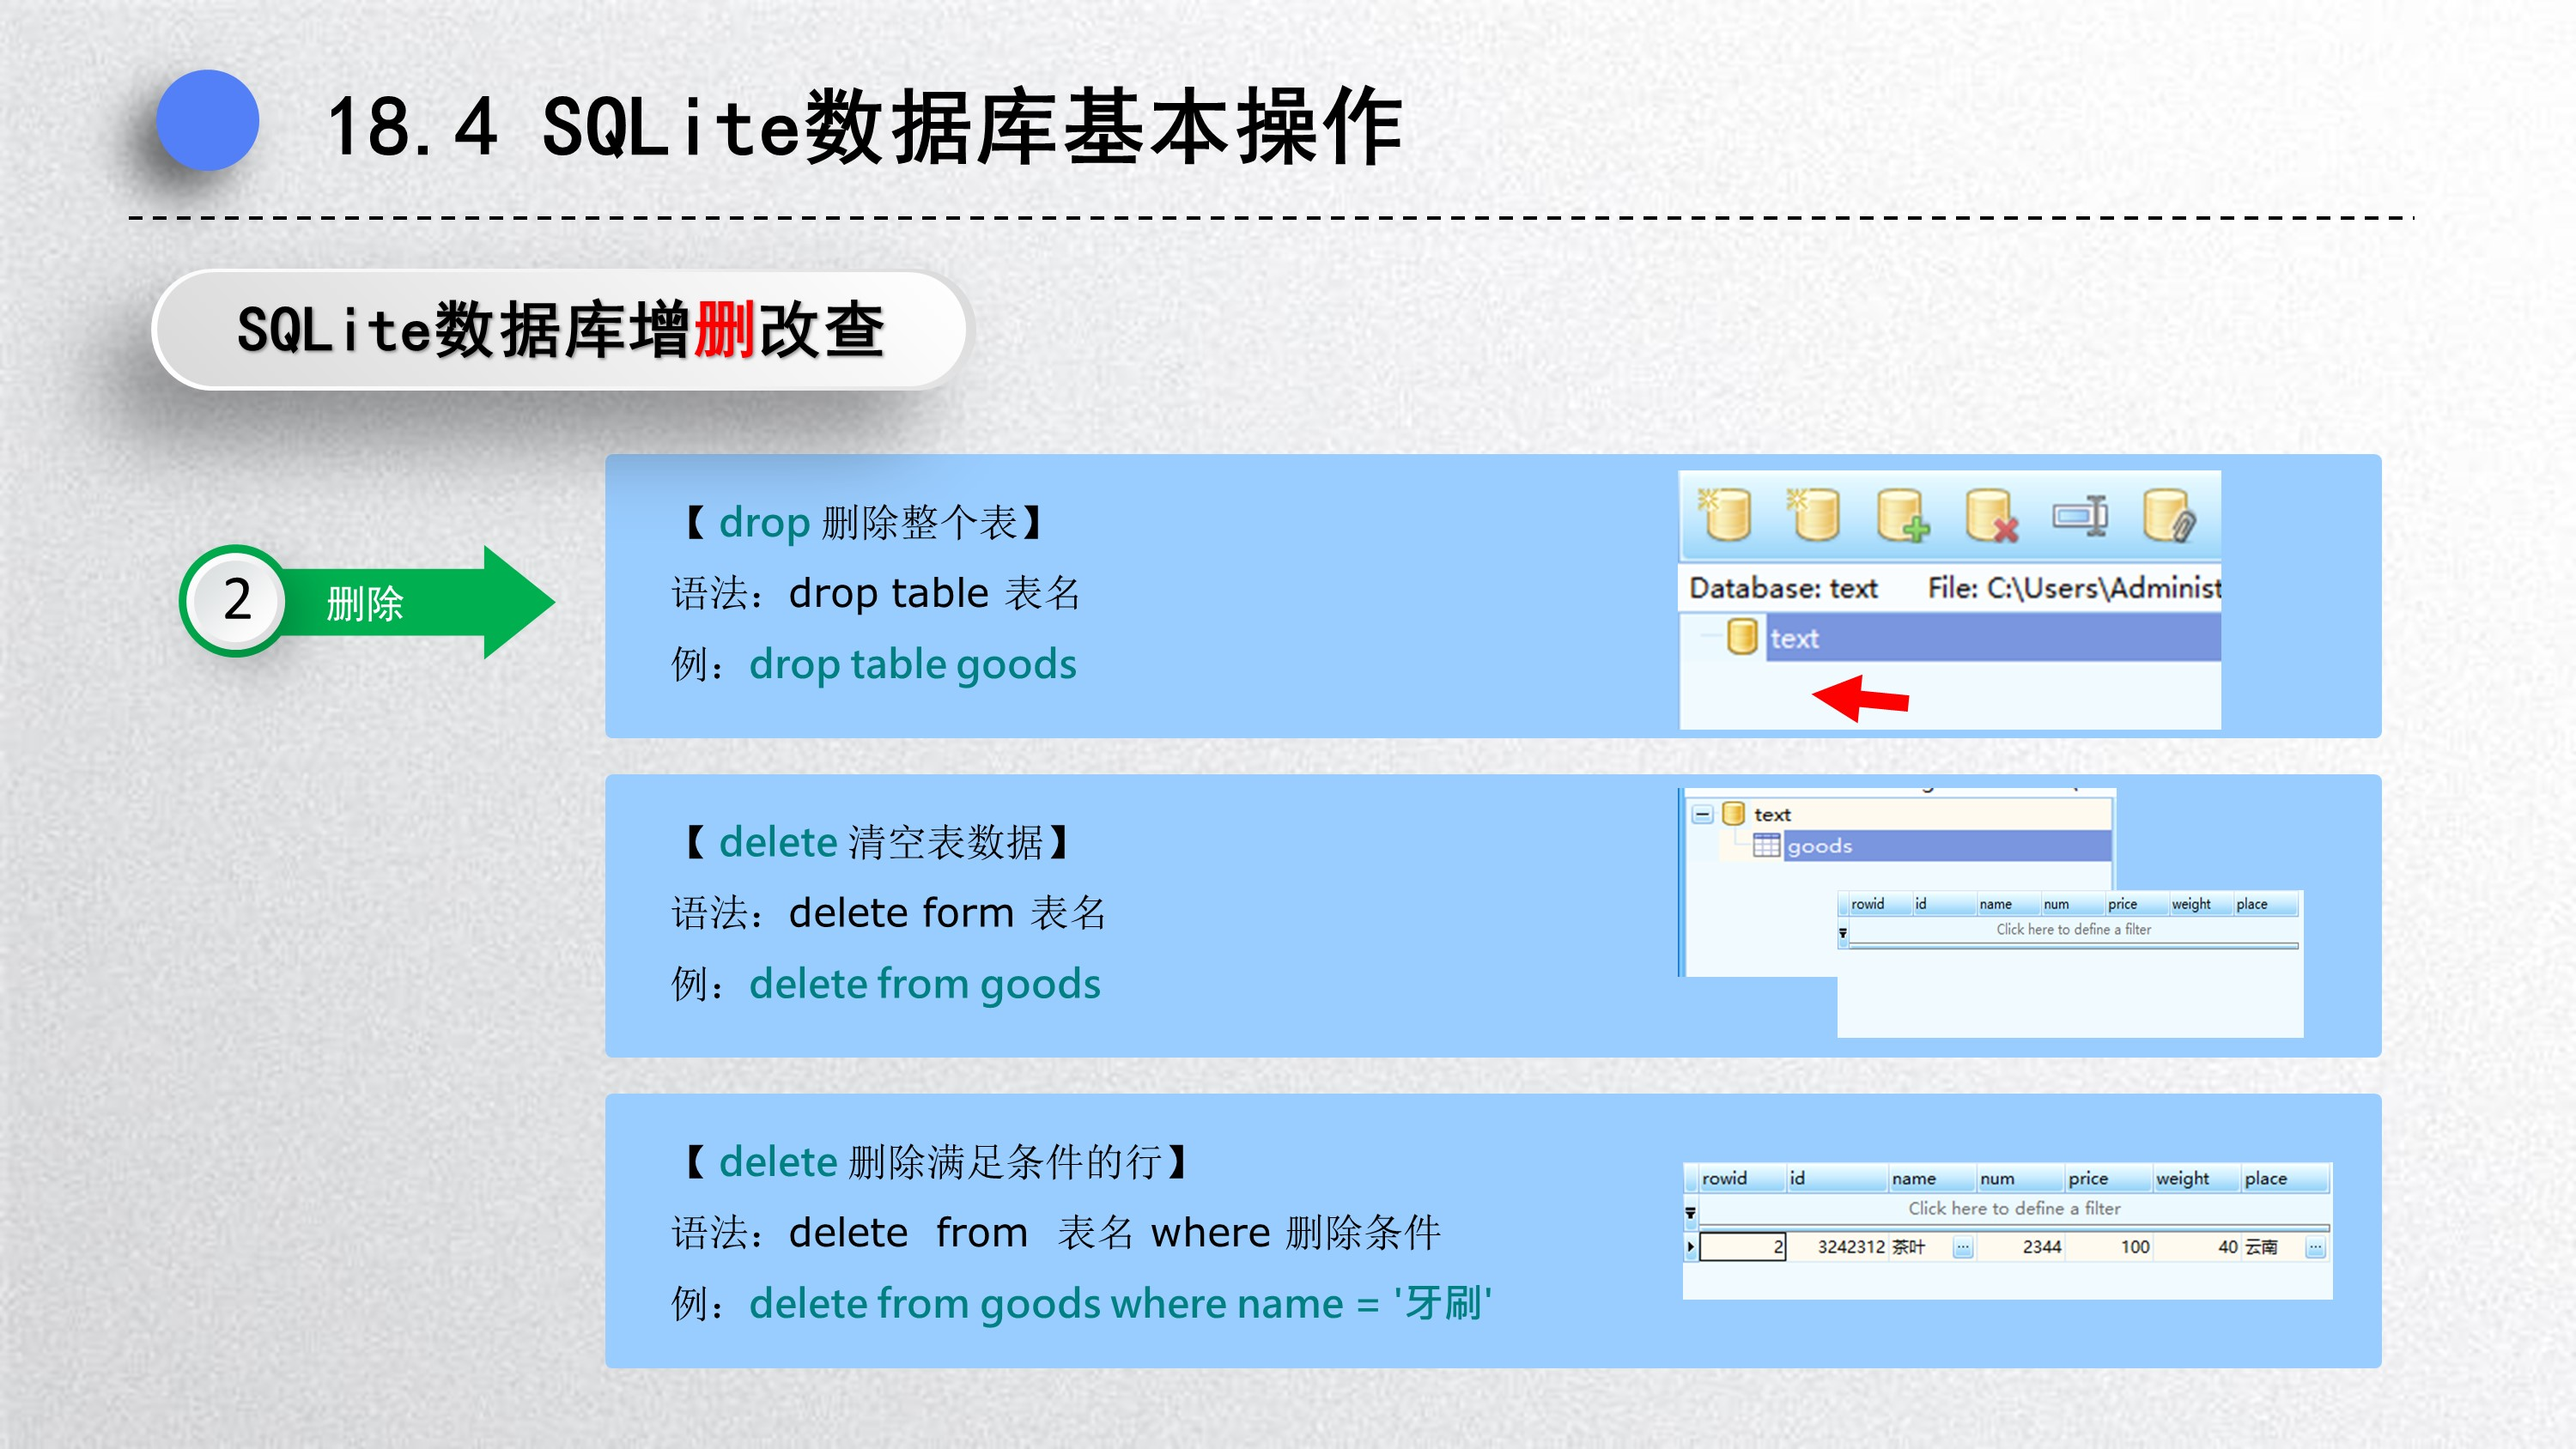 18.4 SQLite数据库基本操作
SQLite数据库增删改查
2 删除
【 drop 删除整个表】
语法：drop table 表名
例：drop table goods
Database: text File: C:\Users\Administ
text
【 delete 清空表数据】
语法：delete form 表名
例：delete from goods
text
goods
rowid id name num price weight place
Click here to define a filter
【 delete 删除满足条件的行】
语法：delete from 表名 where 删除条件
例：delete from goods where name = '牙刷'
rowid id name num price weight place
Click here to define a filter
2 3242312 茶叶 ... 2344 100 40 云南 ...